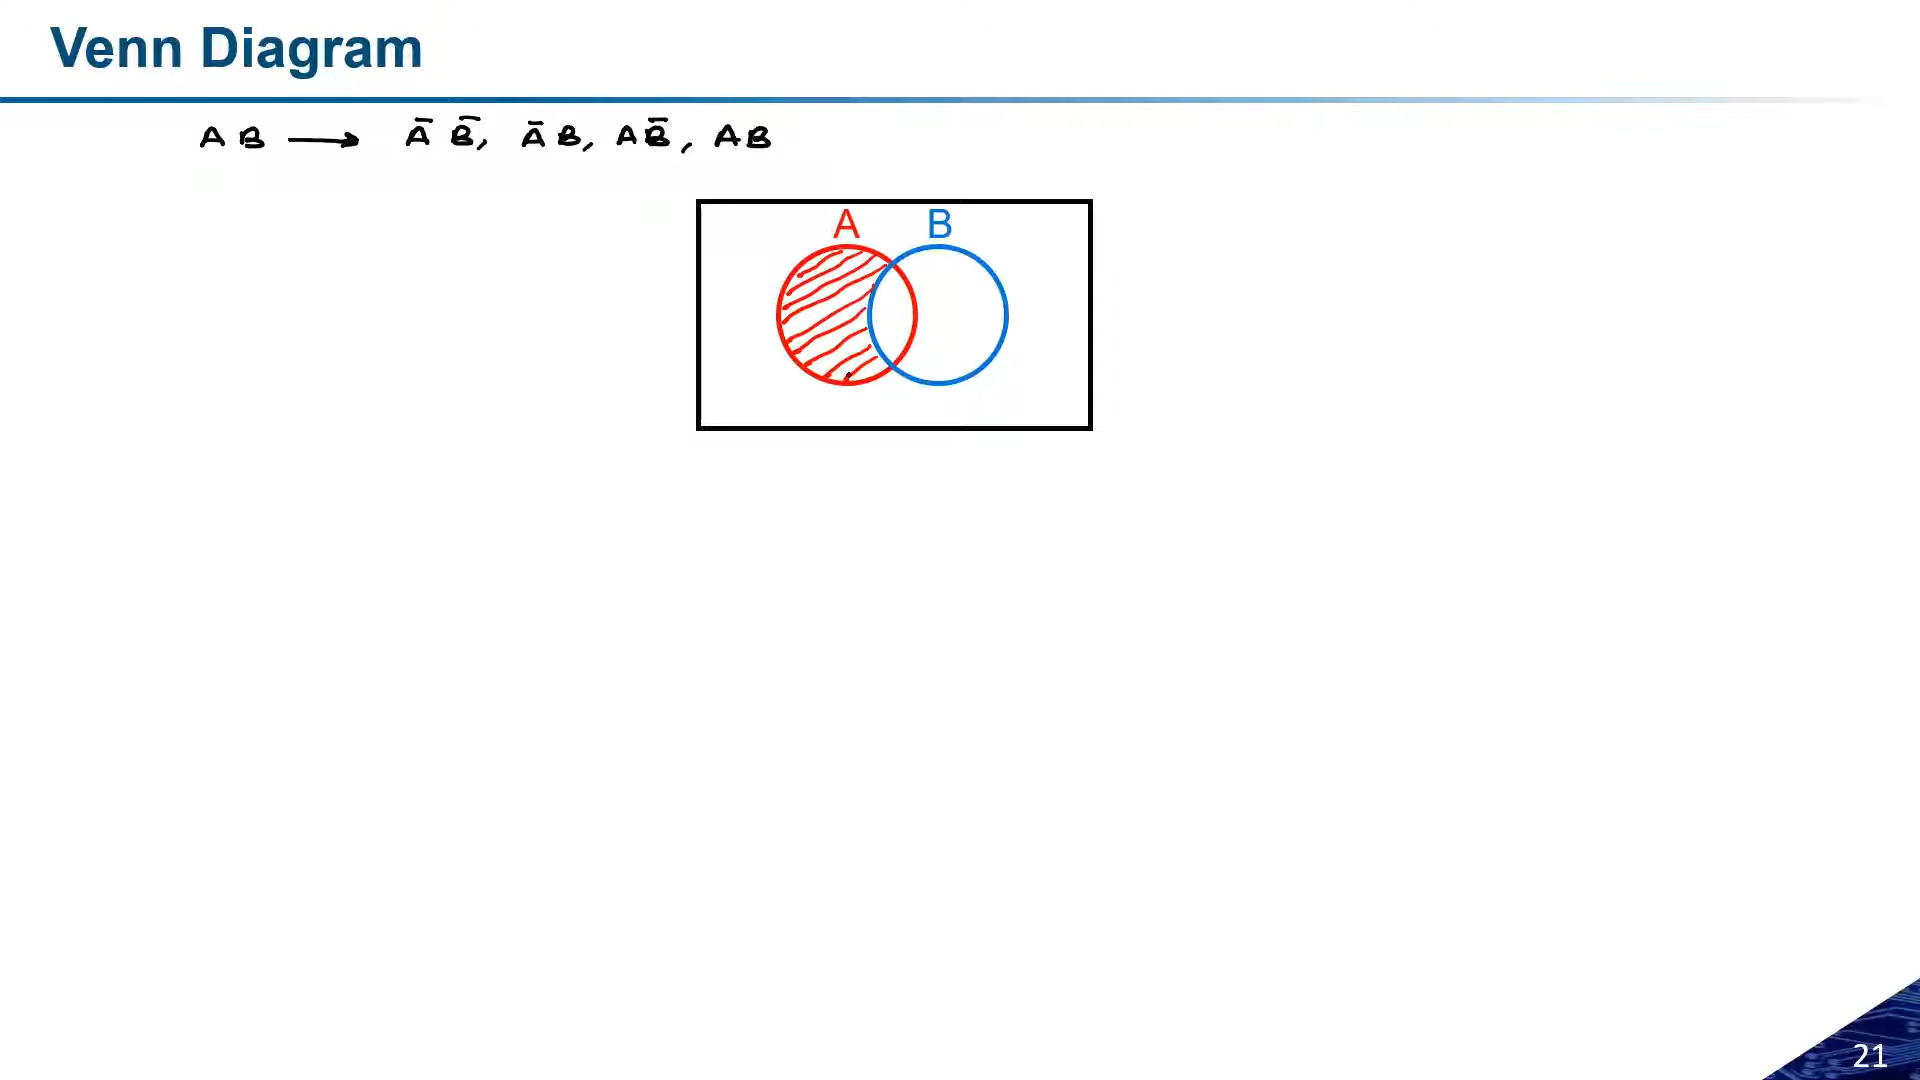 Venn Diagram
A B → A̅ B̅, A̅ B, A B̅, A B
A B
21